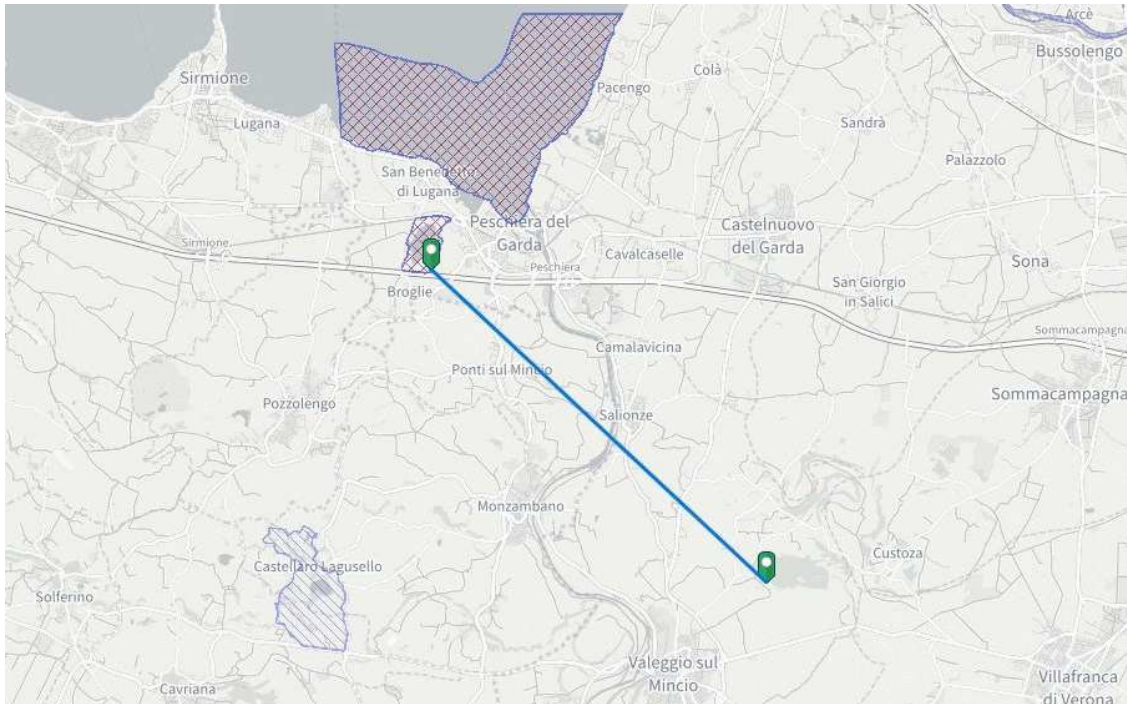 Arcè
Bussolengo
Colà
Sirmione
Pacengo
Lugana
Sandrà
Palazzolo
San Benedetto
di Lugana
Peschiera del
Garda
Castelnuovo
del Garda
Sirmione
Cavalcaselle
Sona
Peschiera
San Giorgio
in Salici
Broglie
Sommacampagna
Camalavicina
Ponti sul Mincio
Pozzolengo
Sommacampagna
Salionze
Monzambano
Custoza
Castellaro Lagusello
Solferino
Valeggio sul
Mincio
Villafranca
di Verona
Cavriana